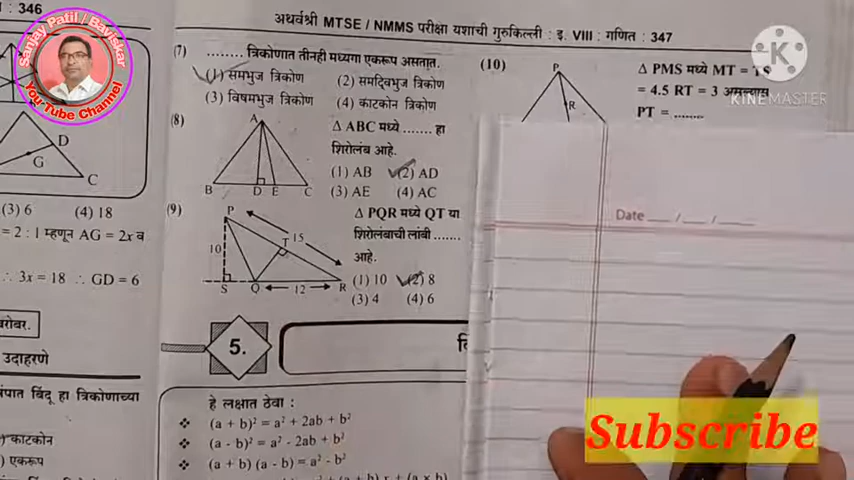 : 346
अथर्वश्री MTSE / NMMS परीक्षा यशाची गुरुकिल्ली : इ. VIII : गणित : 347
Sanjay Patil / Baviskar
You Tube Channel
K
KINEMASTER
(7) ........ त्रिकोणात तीनही मध्यगा एकरूप असतात.
(1) समभुज त्रिकोण (2) समद्विभुज त्रिकोण
(3) विषमभुज त्रिकोण (4) काटकोन त्रिकोण
(8) Δ ABC मध्ये ....... हा
शिरोलंब आहे.
(1) AB (2) AD
(3) AE (4) AC
A
B D E C
(9) Δ PQR मध्ये QT या
शिरोलंबाची लांबी .......
आहे.
(1) 10 (2) 8
(3) 4 (4) 6
P
15
10
T
S Q 12 R
(10) Δ PMS मध्ये MT =
= 4.5 RT = 3 असल्यास
PT = ........
P
R
D
G
C
(3) 6 (4) 18
= 2 : 1 म्हणून AG = 2x व
∴ 3x = 18 ∴ GD = 6
बरोबर.
उदाहरणे
बिंदू हा त्रिकोणाच्या
काटकोन
एकरूप
5.
हे लक्षात ठेवा :
(a + b)² = a² + 2ab + b²
(a - b)² = a² - 2ab + b²
(a + b) (a - b) = a² - b²
Date ___ / ___ / ___
Subscribe